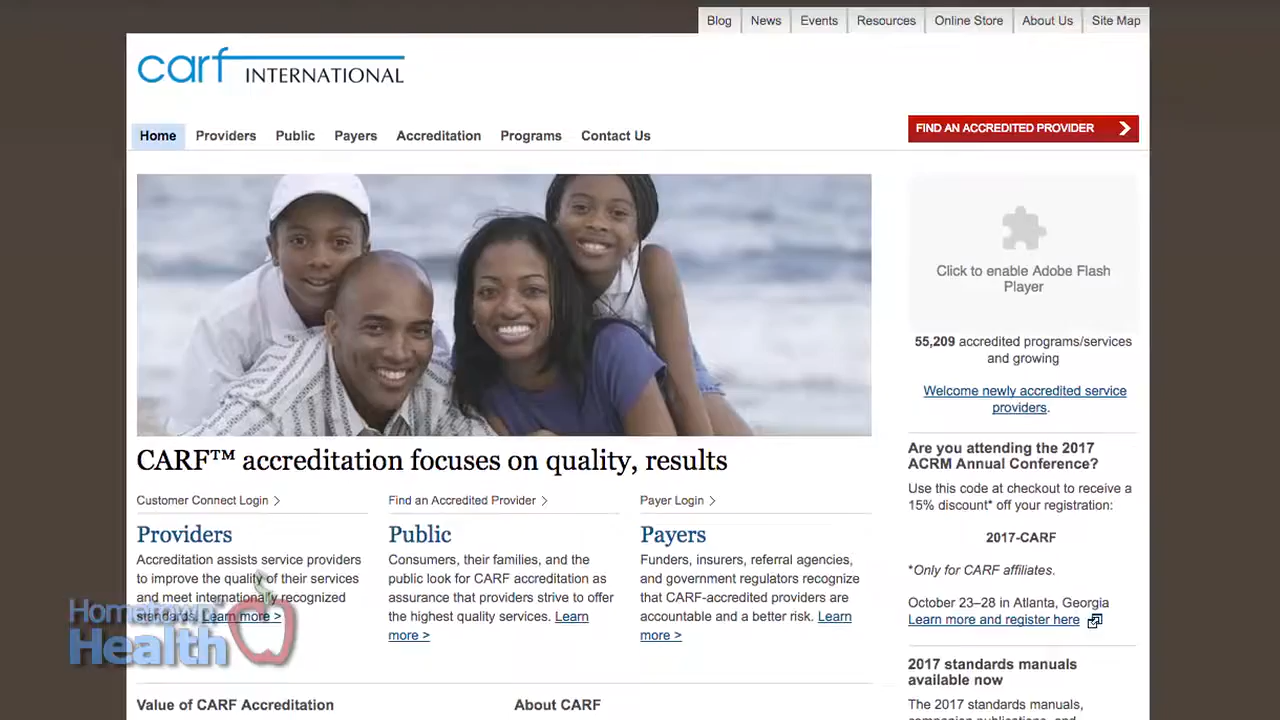 Blog News Events Resources Online Store About Us Site Map
carf INTERNATIONAL
Home Providers Public Payers Accreditation Programs Contact Us
FIND AN ACCREDITED PROVIDER
Click to enable Adobe Flash
Player
55,209 accredited programs/services
and growing
Welcome newly accredited service
providers.
Are you attending the 2017
ACRM Annual Conference?
Use this code at checkout to receive a
15% discount* off your registration:
2017-CARF
*Only for CARF affiliates.
October 23–28 in Atlanta, Georgia
Learn more and register here
2017 standards manuals
available now
The 2017 standards manuals,
companion publications, and
CARF™ accreditation focuses on quality, results
Customer Connect Login >
Providers
Accreditation assists service providers
to improve the quality of their services
and meet internationally recognized
standards. Learn more >
Find an Accredited Provider >
Public
Consumers, their families, and the
public look for CARF accreditation as
assurance that providers strive to offer
the highest quality services. Learn
more >
Payer Login >
Payers
Funders, insurers, referral agencies,
and government regulators recognize
that CARF-accredited providers are
accountable and a better risk. Learn
more >
Value of CARF Accreditation
About CARF
Hometown
Health